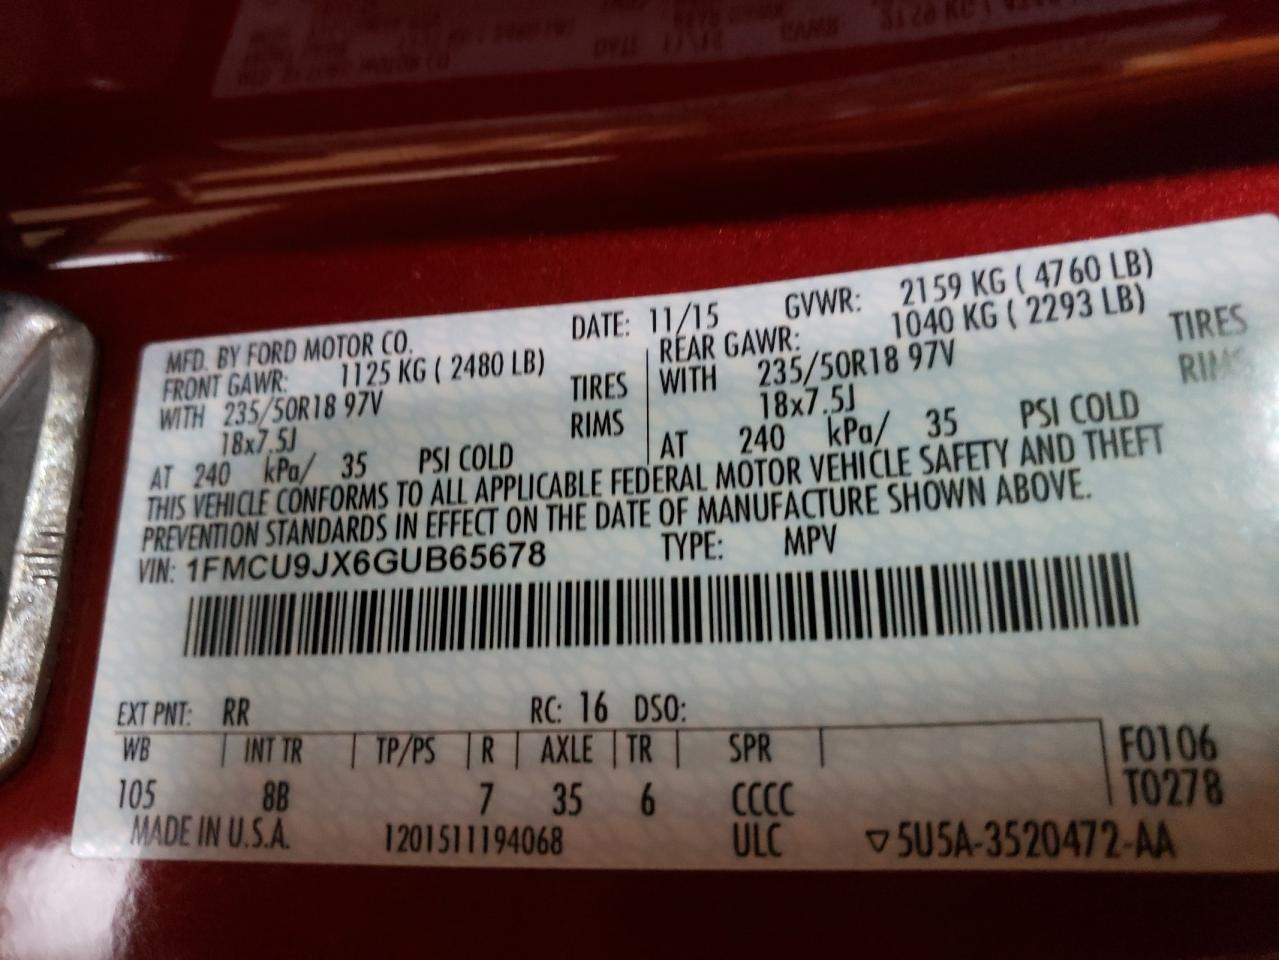 MFD. BY FORD MOTOR CO.
DATE: 11/15 GVWR: 2159 KG ( 4760 LB)
FRONT GAWR: 1125 KG ( 2480 LB)
WITH 235/50R18 97V TIRES
18x7.5J RIMS
AT 240 kPa/ 35 PSI COLD
REAR GAWR: 1040 KG ( 2293 LB)
WITH 235/50R18 97V TIRES
18x7.5J RIMS
AT 240 kPa/ 35 PSI COLD
THIS VEHICLE CONFORMS TO ALL APPLICABLE FEDERAL MOTOR VEHICLE SAFETY AND THEFT
PREVENTION STANDARDS IN EFFECT ON THE DATE OF MANUFACTURE SHOWN ABOVE.
VIN: 1FMCU9JX6GUB65678 TYPE: MPV
EXT PNT: RR RC: 16 DSO:
WB INT TR TP/PS R AXLE TR SPR F0106
105 8B 7 35 6 CCCC T0278
MADE IN U.S.A. 1201511194068 ULC ▽5U5A-3520472-AA